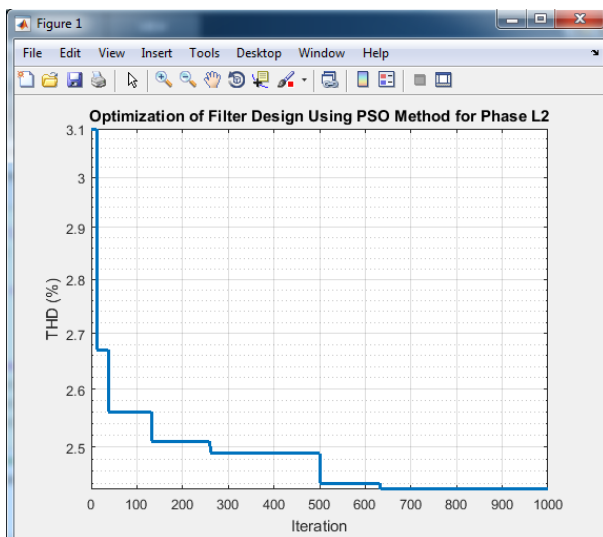 Figure 1
File Edit View Insert Tools Desktop Window Help
Optimization of Filter Design Using PSO Method for Phase L2
3.1
3
2.9
2.8
2.7
2.6
2.5
THD (%)
0 100 200 300 400 500 600 700 800 900 1000
Iteration